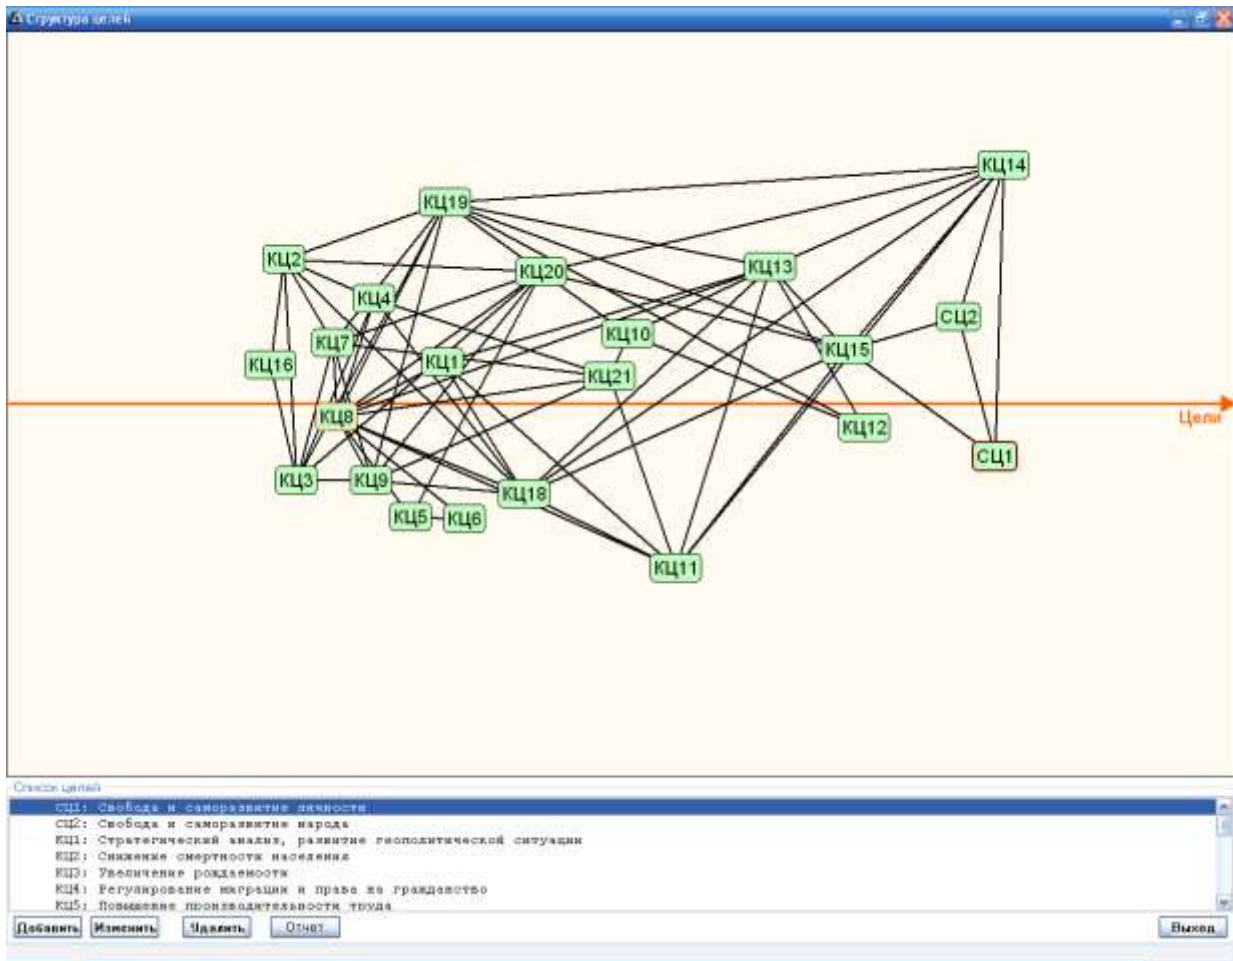 Структура целей
КЦ14
КЦ19
КЦ2
КЦ20
КЦ13
КЦ4
СЦ2
КЦ10
КЦ7
КЦ15
КЦ16
КЦ1
КЦ21
КЦ8
Цели
КЦ12
СЦ1
КЦ3
КЦ9
КЦ18
КЦ5
КЦ6
КЦ11
Список целей
СЦ1: Свобода и саморазвитие личности
СЦ2: Свобода и саморазвитие народа
КЦ1: Стратегический анализ, развитие геополитической ситуации
КЦ2: Снижение смертности населения
КЦ3: Увеличение рождаемости
КЦ4: Регулирование миграции и права на гражданство
КЦ5: Повышение производительности труда
Добавить Изменить Удалить Отчет Выход